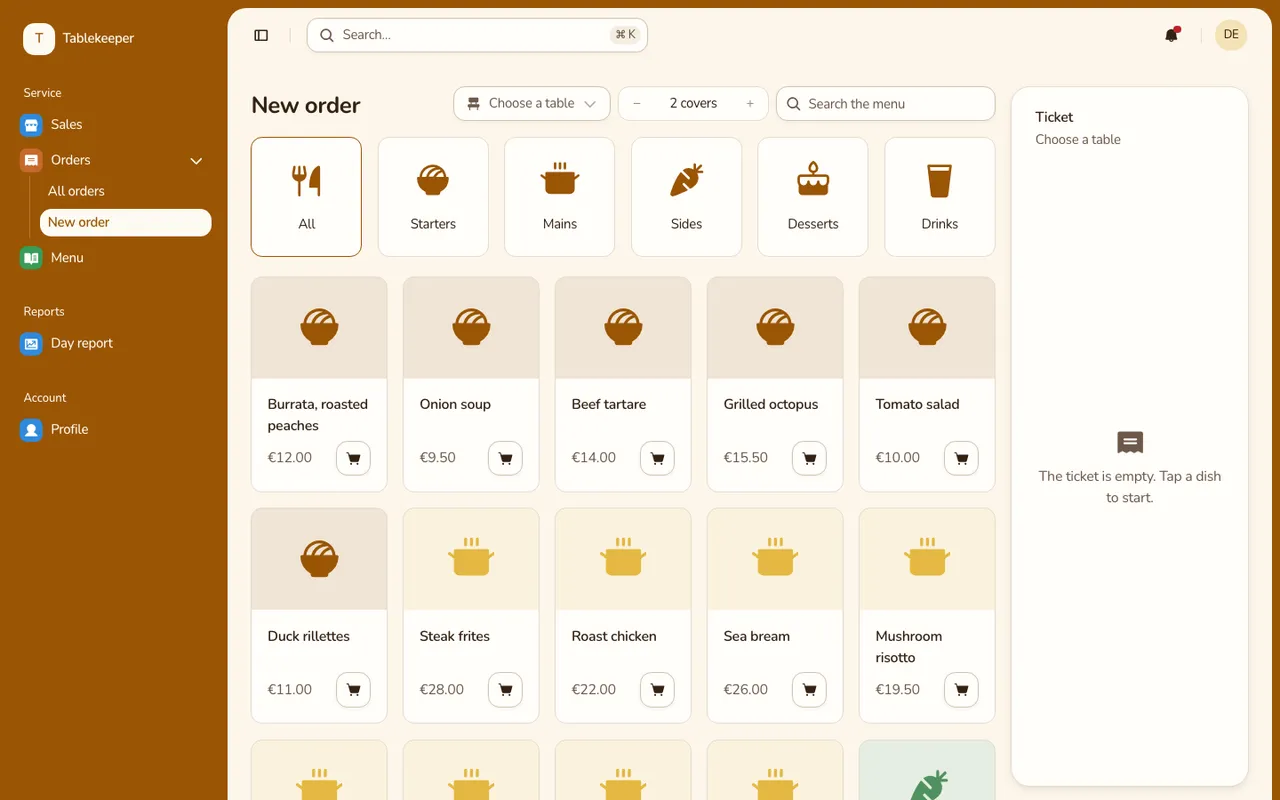 T
Tablekeeper
Service
Sales
Orders
All orders
New order
Menu
Reports
Day report
Account
Profile
Search...
⌘ K
DE
New order
Choose a table
− 2 covers +
Search the menu
All
Starters
Mains
Sides
Desserts
Drinks
Burrata, roasted
peaches
€12.00
Onion soup
€9.50
Beef tartare
€14.00
Grilled octopus
€15.50
Tomato salad
€10.00
Duck rillettes
€11.00
Steak frites
€28.00
Roast chicken
€22.00
Sea bream
€26.00
Mushroom
risotto
€19.50
Ticket
Choose a table
The ticket is empty. Tap a dish
to start.